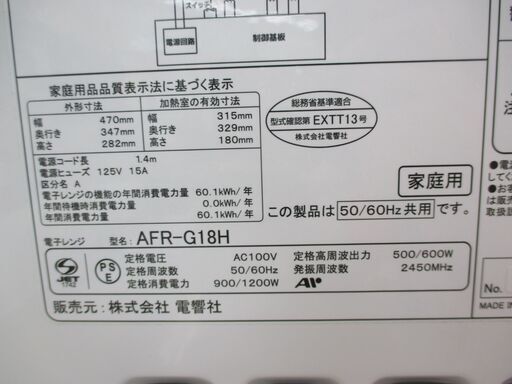 スイッチ
電源回路
制御基板
家庭用品品質表示法に基づく表示
外形寸法 加熱室の有効寸法
幅 470mm 幅 315mm
奥行き 347mm 奥行き 329mm
高さ 282mm 高さ 180mm
電源コード長 1.4m
電源ヒューズ 125V 15A
区分名 A
電子レンジの機能の年間消費電力量 60.1kWh/年
年間待機時消費電力量 0.0kWh/年
年間消費電力量 60.1kWh/年
総務省基準適合
型式確認第EXTT13号
株式会社電響社
家庭用
この製品は 50/60Hz共用 です。
電子レンジ 型名: AFR-G18H
S JET 1742
PS E
定格電圧 AC100V 定格高周波出力 500/600W
定格周波数 50/60Hz 発振周波数 2450MHz
定格消費電力 900/1200W
販売元: 株式会社 電響社
No.
MADE IN